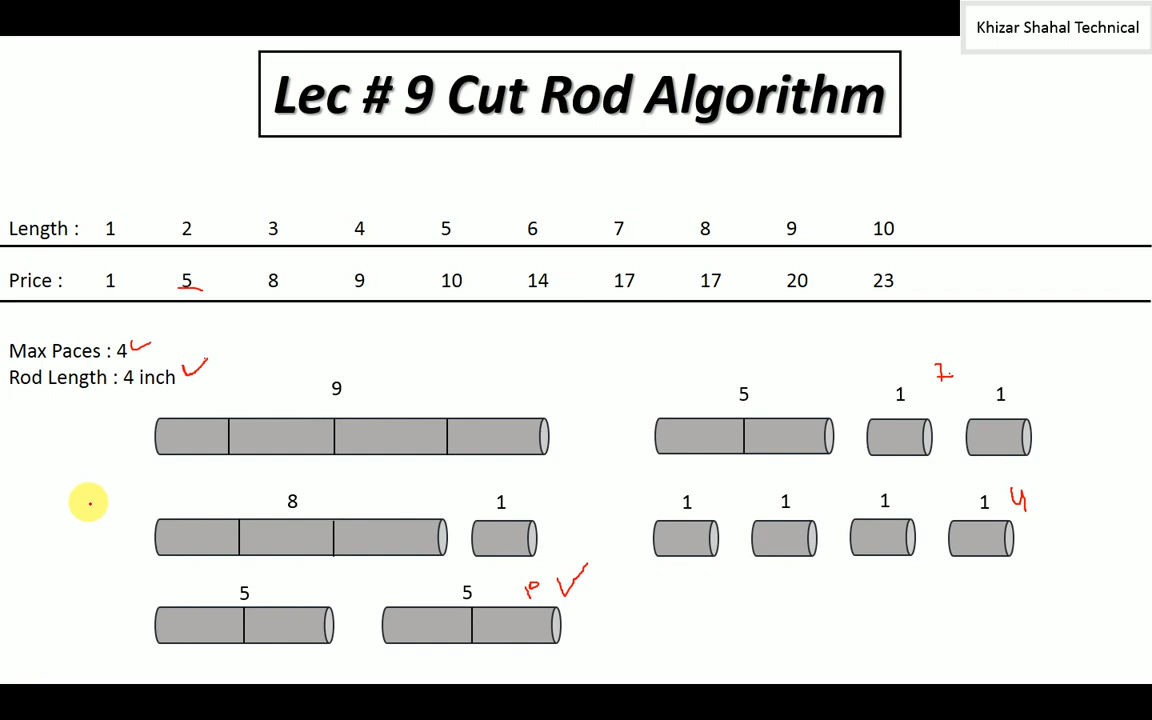 Khizar Shahal Technical
Lec # 9 Cut Rod Algorithm
Length : 1 2 3 4 5 6 7 8 9 10
Price : 1 5 8 9 10 14 17 17 20 23
Max Paces : 4
Rod Length : 4 inch
9
5 1 7 1
8 1
1 1 1 1 4
5 5 10